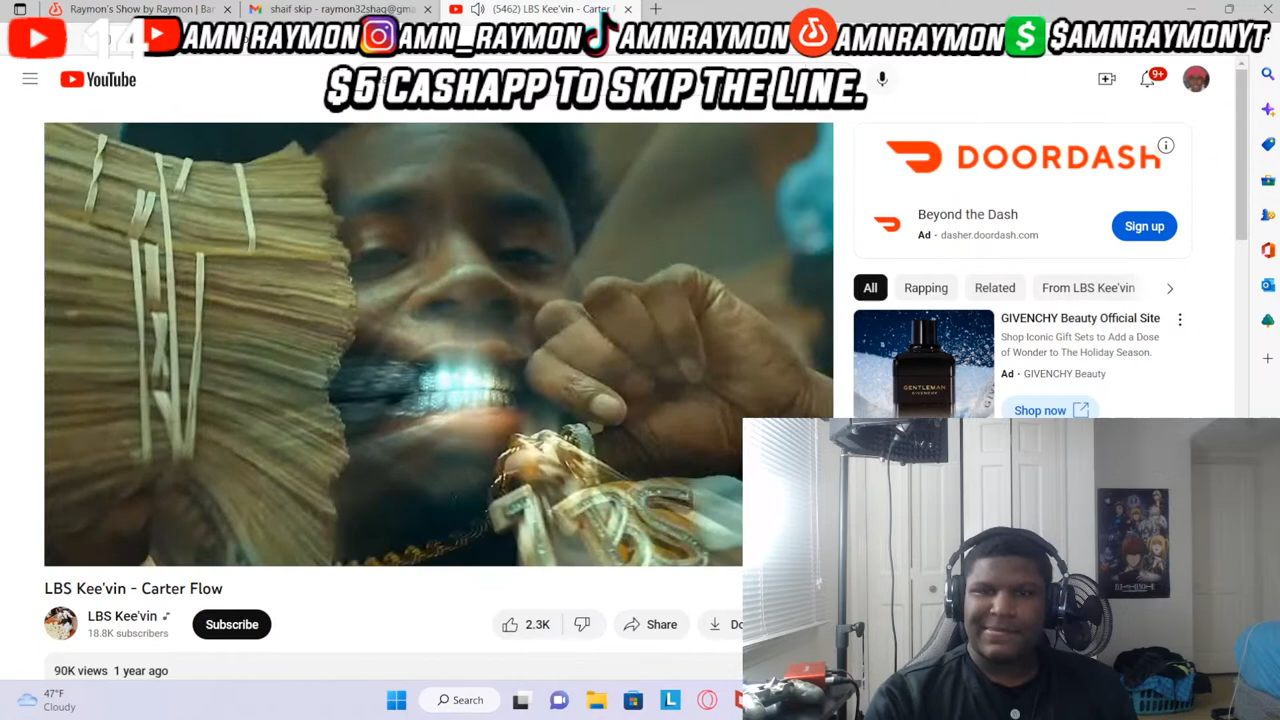 Raymon's Show by Raymon | Bar
shaif skip - raymon32shaq@gma
(5462) LBS Kee'vin - Carter F
14
AMN RAYMON
AMN_RAYMON
AMNRAYMON
AMNRAYMON
$AMNRAYMONYT
YouTube
$5 CASHAPP TO SKIP THE LINE.
9+
DOORDASH
Beyond the Dash
Ad • dasher.doordash.com
Sign up
All
Rapping
Related
From LBS Kee'vin
GIVENCHY Beauty Official Site
Shop Iconic Gift Sets to Add a Dose
of Wonder to The Holiday Season.
Ad • GIVENCHY Beauty
Shop now
GENTLEMAN
GIVENCHY
LBS
LBS Kee'vin - Carter Flow
LBS Kee'vin
18.8K subscribers
Subscribe
2.3K
Share
Do
90K views 1 year ago
47°F
Cloudy
Search